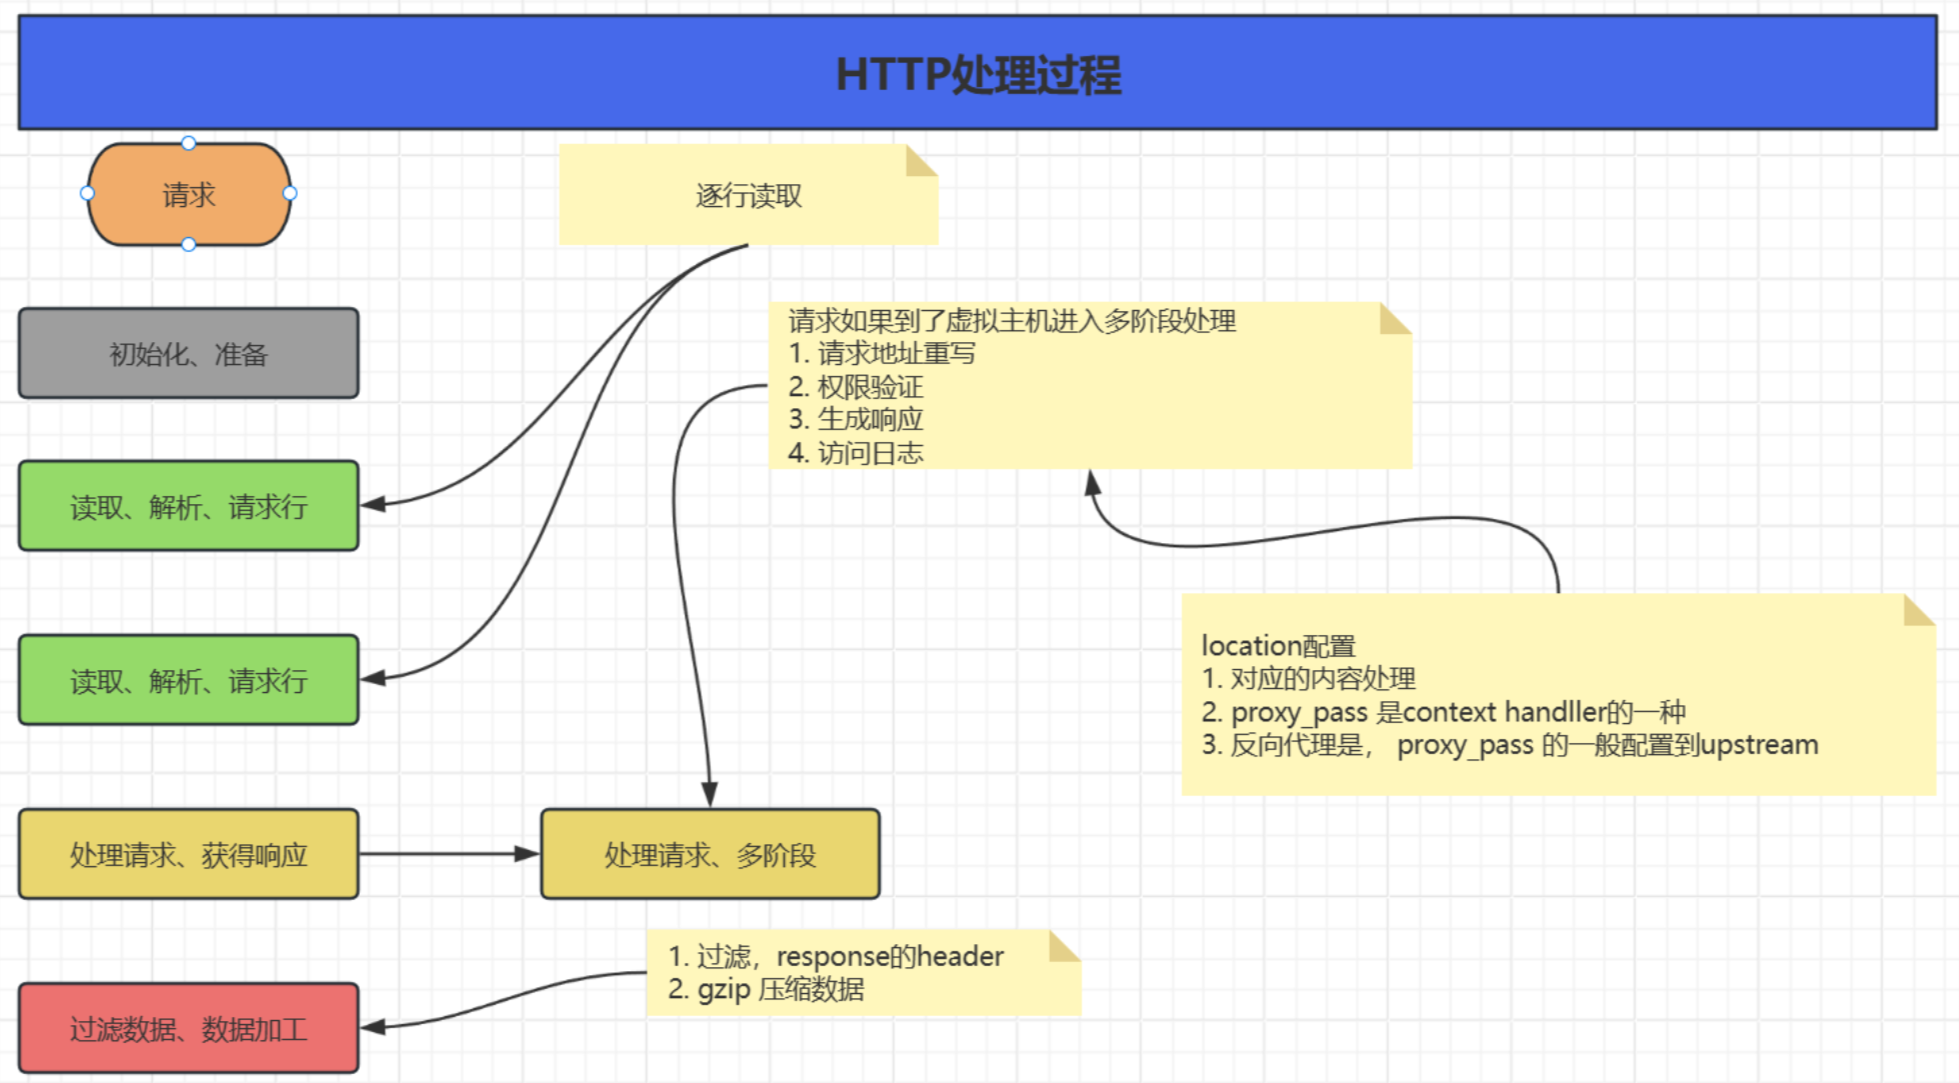 HTTP处理过程
请求
逐行读取
初始化、准备
请求如果到了虚拟主机进入多阶段处理
1. 请求地址重写
2. 权限验证
3. 生成响应
4. 访问日志
读取、解析、请求行
读取、解析、请求行
location配置
1. 对应的内容处理
2. proxy_pass 是context handller的一种
3. 反向代理是， proxy_pass 的一般配置到upstream
处理请求、获得响应
处理请求、多阶段
1. 过滤，response的header
2. gzip 压缩数据
过滤数据、数据加工